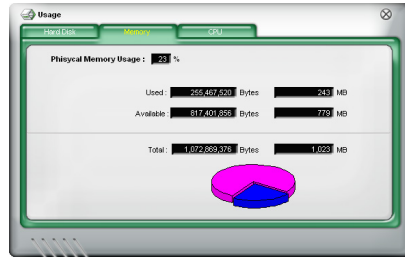 Usage
Hard Disk Memory CPU
Phisycal Memory Usage : 23 %
Used : 255,467,520 Bytes 243 MB
Available : 817,401,856 Bytes 779 MB
Total : 1,072,869,376 Bytes 1,023 MB